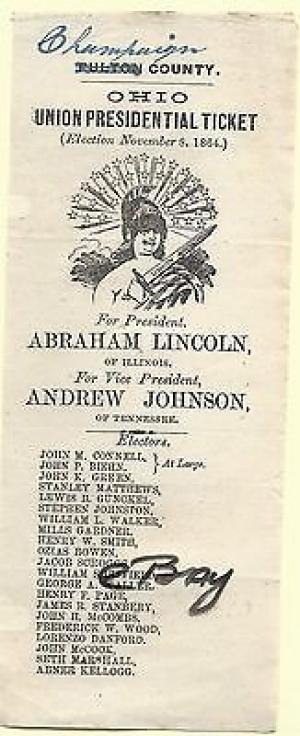 Champaign
FULTON COUNTY.
OHIO
UNION PRESIDENTIAL TICKET
(Election November 8, 1864.)
For President,
ABRAHAM LINCOLN,
OF ILLINOIS.
For Vice President,
ANDREW JOHNSON,
OF TENNESSEE.
Electors.
JOHN M. CONNELL,
JOHN P. BIEHN, } At Large.
JOHN K. GREEN,
STANLEY MATTHEWS,
LEWIS B. GUNCKEL,
STEPHEN JOHNSTON,
WILLIAM L. WALKER,
MILLS GARDNER,
HENRY W. SMITH,
OZIAS BOWEN,
JACOB
WILLIAM
GEORGE A.
eBay
HENRY F. PAGE,
JAMES R. STANBERY,
JOHN H. McCOMBS,
FREDERICK W. WOOD,
LORENZO DANFORD,
JOHN McCOOK,
SETH MARSHALL,
ABNER KELLOGG.